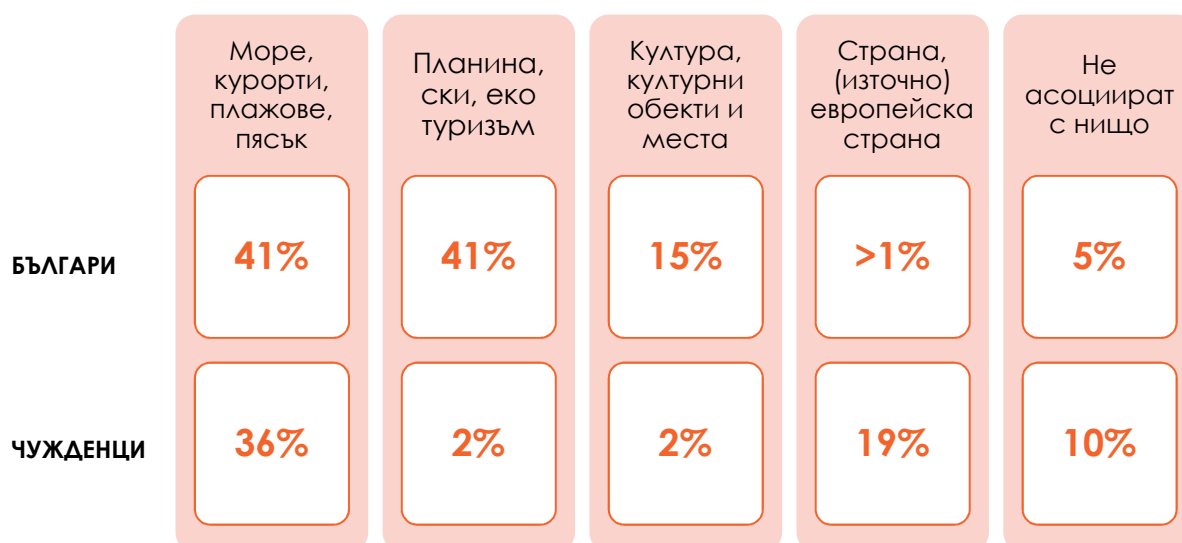 Море,
курорти,
плажове,
пясък
Планина,
ски, еко
туризъм
Култура,
културни
обекти и
места
Страна,
(източно)
европейска
страна
Не
асоциират
с нищо
БЪЛГАРИ
41%
41%
15%
>1%
5%
ЧУЖДЕНЦИ
36%
2%
2%
19%
10%